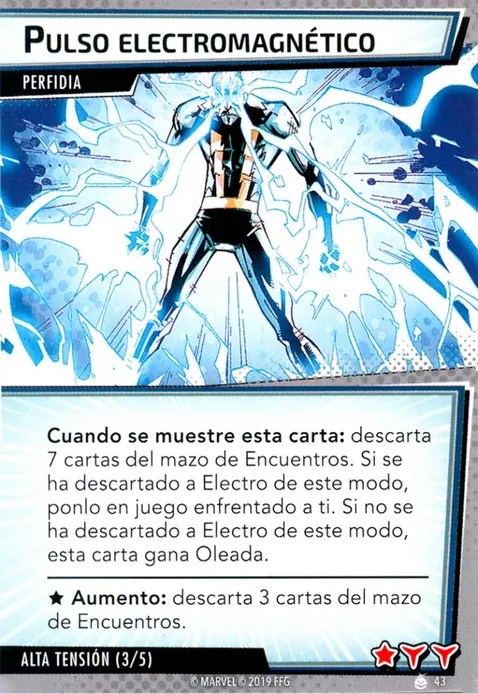 PULSO ELECTROMAGNÉTICO
PERFIDIA
Cuando se muestre esta carta: descarta
7 cartas del mazo de Encuentros. Si se
ha descartado a Electro de este modo,
ponlo en juego enfrentado a ti. Si no se
ha descartado a Electro de este modo,
esta carta gana Oleada.
★ Aumento: descarta 3 cartas del mazo
de Encuentros.
ALTA TENSIÓN (3/5)
© MARVEL © 2019 FFG
43